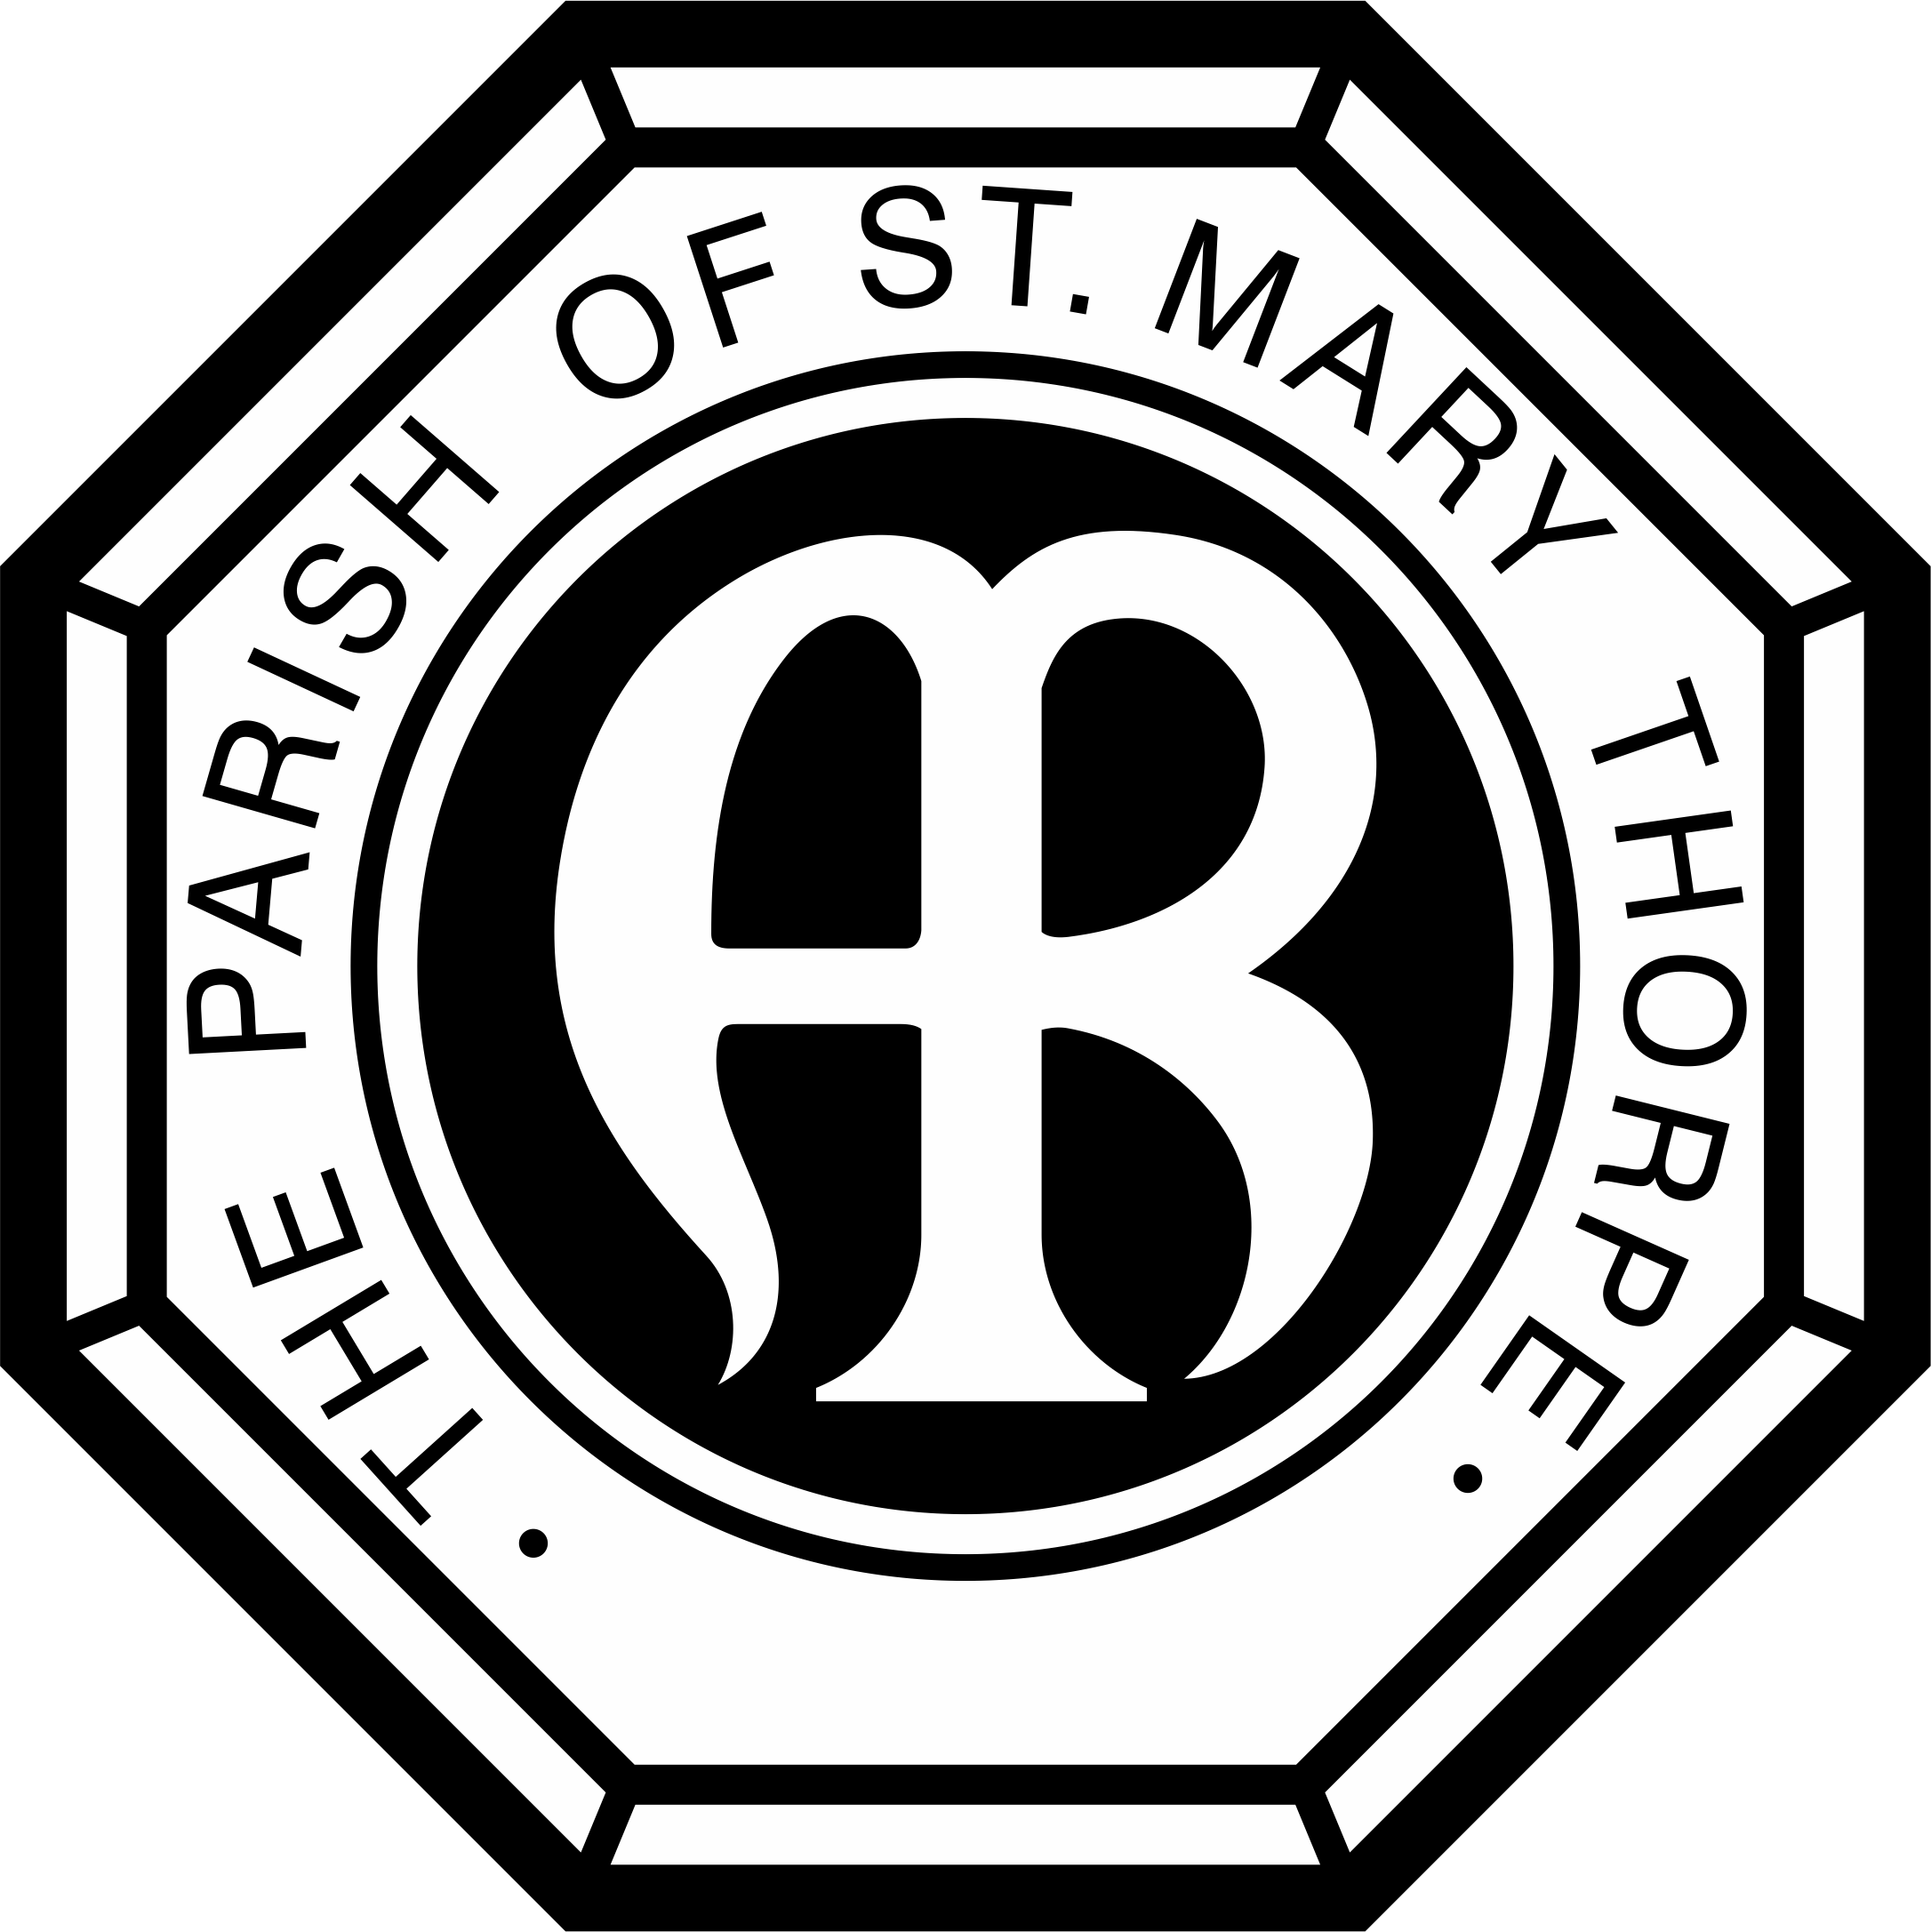 • THE PARISH OF ST. MARY THORPE •